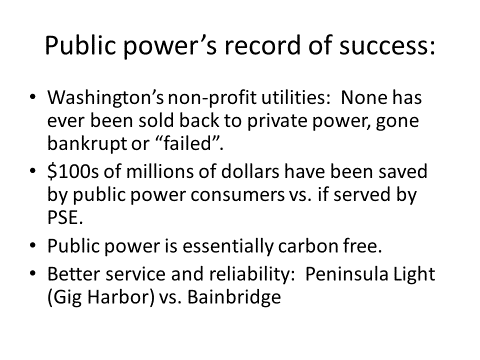 Public power’s record of success:
• Washington’s non-profit utilities:  None has
ever been sold back to private power, gone
bankrupt or “failed”.
• $100s of millions of dollars have been saved
by public power consumers vs. if served by
PSE.
• Public power is essentially carbon free.
• Better service and reliability:  Peninsula Light
(Gig Harbor) vs. Bainbridge